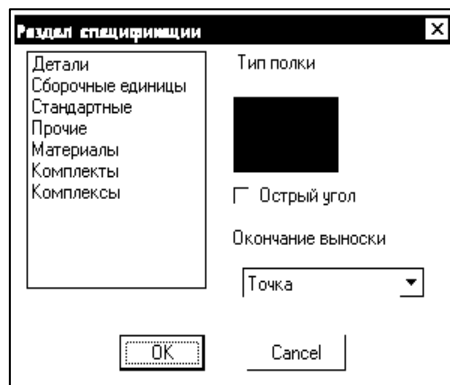 Раздел спецификации
Детали
Сборочные единицы
Стандартные
Прочие
Материалы
Комплекты
Комплексы
Тип полки
Острый угол
Окончание выноски
Точка
OK
Cancel